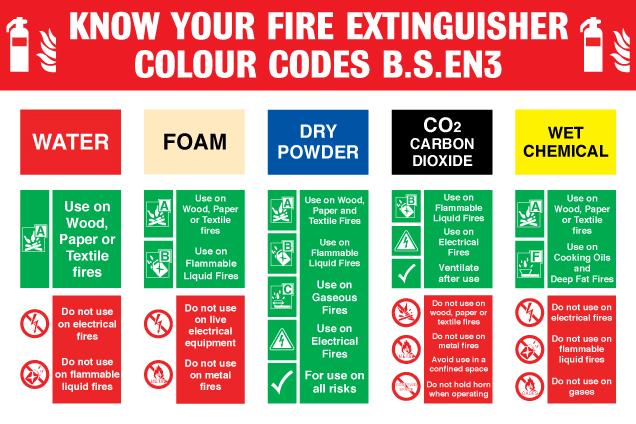 KNOW YOUR FIRE EXTINGUISHER
COLOUR CODES B.S.EN3
WATER
A
Use on
Wood,
Paper or
Textile
fires
Do not use
on electrical
fires
Do not use
on flammable
liquid fires
FOAM
A
Use on
Wood, Paper
or Textile
fires
B
Use on
Flammable
Liquid Fires
Do not use
on live
electrical
equipment
METAL
Do not use
on metal
fires
DRY
POWDER
A
Use on Wood,
Paper and
Textile Fires
B
Use on
Flammable
Liquid Fires
C
Use on
Gaseous
Fires
Use on
Electrical
Fires
For use on
all risks
CO2
CARBON
DIOXIDE
B
Use on
Flammable
Liquid Fires
Use on
Electrical
Fires
Ventilate
after use
Do not use on
wood, paper or
textile fires
METAL
Do not use on
metal fires
Avoid use in a
confined space
Do not hold horn
when operating
WET
CHEMICAL
A
Use on
Wood, Paper
or Textile
fires
F
Use on
Cooking Oils
and
Deep Fat Fires
Do not use on
electrical fires
Do not use on
flammable
liquid fires
GASES
Do not use on
gases